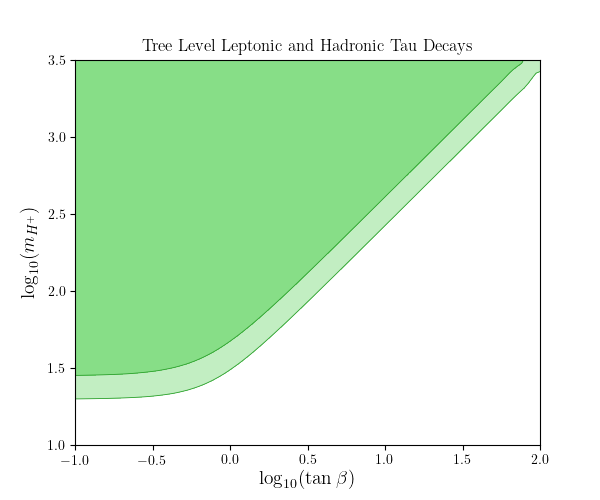 Tree Level Leptonic and Hadronic Tau Decays
3.5
3.0
2.5
2.0
1.5
1.0
log₁₀(m_{H⁺})
−1.0 −0.5 0.0 0.5 1.0 1.5 2.0
log₁₀(tan β)